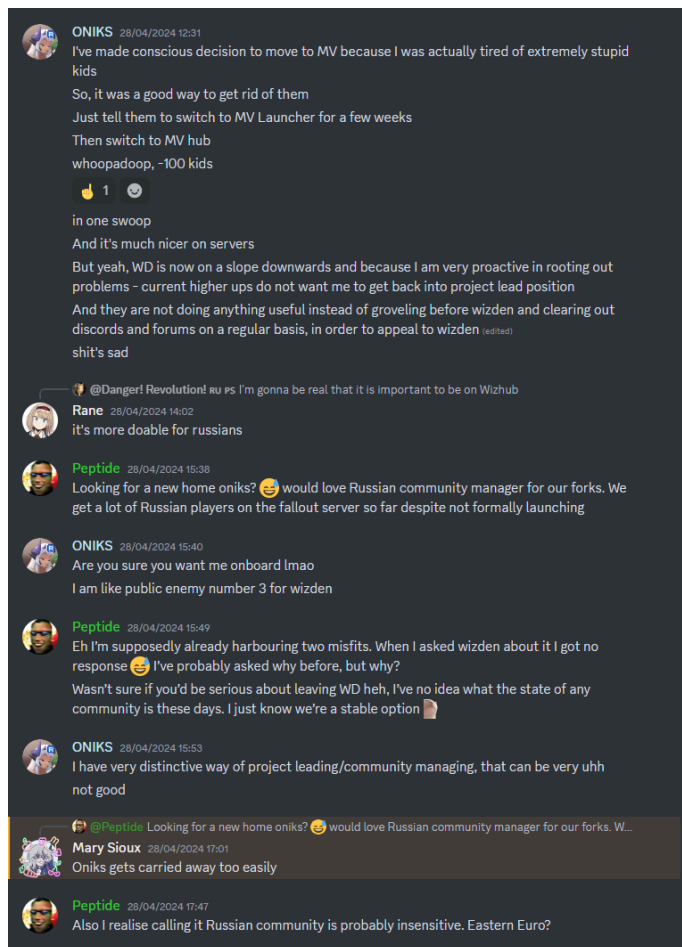 ONIKS 28/04/2024 12:31
I've made conscious decision to move to MV because I was actually tired of extremely stupid
kids
So, it was a good way to get rid of them
Just tell them to switch to MV Launcher for a few weeks
Then switch to MV hub
whoopadoop, -100 kids
1
in one swoop
And it's much nicer on servers
But yeah, WD is now on a slope downwards and because I am very proactive in rooting out
problems - current higher ups do not want me to get back into project lead position
And they are not doing anything useful instead of groveling before wizden and clearing out
discords and forums on a regular basis, in order to appeal to wizden (edited)
shit's sad
@Danger! Revolution! RU PS I'm gonna be real that it is important to be on Wizhub
Rane 28/04/2024 14:02
it's more doable for russians
Peptide 28/04/2024 15:38
Looking for a new home oniks? 😅 would love Russian community manager for our forks. We
get a lot of Russian players on the fallout server so far despite not formally launching
ONIKS 28/04/2024 15:40
Are you sure you want me onboard lmao
I am like public enemy number 3 for wizden
Peptide 28/04/2024 15:49
Eh I'm supposedly already harbouring two misfits. When I asked wizden about it I got no
response 😅 I've probably asked why before, but why?
Wasn't sure if you'd be serious about leaving WD heh, I've no idea what the state of any
community is these days. I just know we're a stable option
ONIKS 28/04/2024 15:53
I have very distinctive way of project leading/community managing, that can be very uhh
not good
@Peptide Looking for a new home oniks? 😅 would love Russian community manager for our forks. W...
Mary Sioux 28/04/2024 17:01
Oniks gets carried away too easily
Peptide 28/04/2024 17:47
Also I realise calling it Russian community is probably insensitive. Eastern Euro?